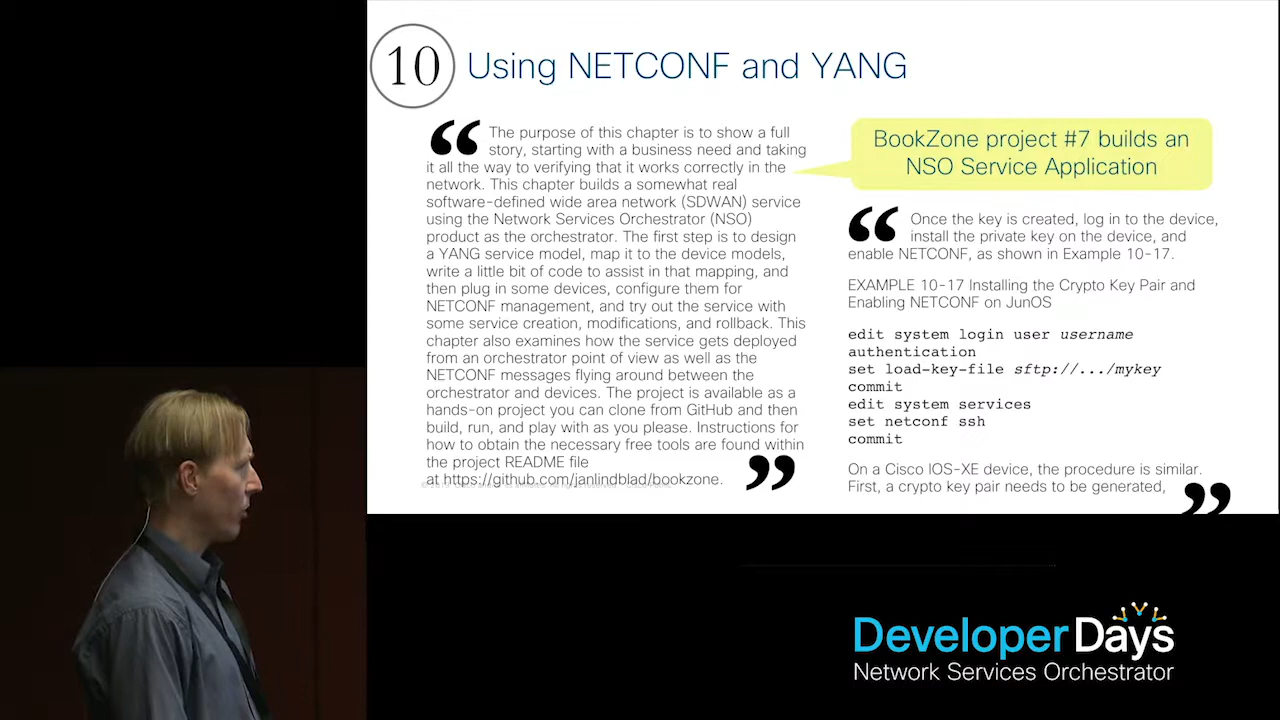 10 Using NETCONF and YANG
The purpose of this chapter is to show a full
story, starting with a business need and taking
it all the way to verifying that it works correctly in the
network. This chapter builds a somewhat real
software-defined wide area network (SDWAN) service
using the Network Services Orchestrator (NSO)
product as the orchestrator. The first step is to design
a YANG service model, map it to the device models,
write a little bit of code to assist in that mapping, and
then plug in some devices, configure them for
NETCONF management, and try out the service with
some service creation, modifications, and rollback. This
chapter also examines how the service gets deployed
from an orchestrator point of view as well as the
NETCONF messages flying around between the
orchestrator and devices. The project is available as a
hands-on project you can clone from GitHub and then
build, run, and play with as you please. Instructions for
how to obtain the necessary free tools are found within
the project README file
at https://github.com/janlindblad/bookzone.
BookZone project #7 builds an
NSO Service Application
Once the key is created, log in to the device,
install the private key on the device, and
enable NETCONF, as shown in Example 10-17.
EXAMPLE 10-17 Installing the Crypto Key Pair and
Enabling NETCONF on JunOS
edit system login user username
authentication
set load-key-file sftp://.../mykey
commit
edit system services
set netconf ssh
commit
On a Cisco IOS-XE device, the procedure is similar.
First, a crypto key pair needs to be generated,
Developer Days
Network Services Orchestrator